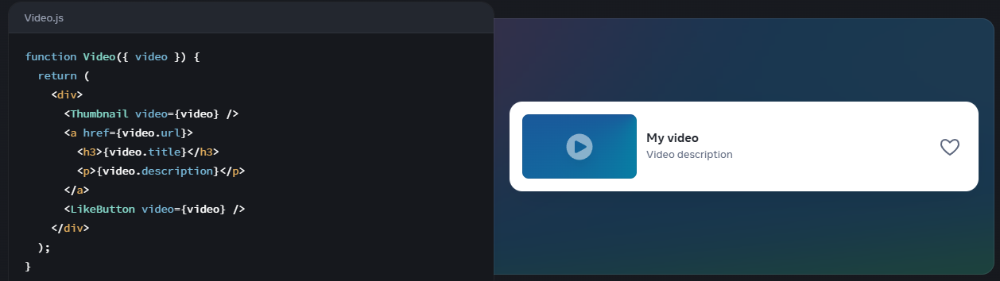 Video.js
function Video({ video }) {
  return (
    <div>
      <Thumbnail video={video} />
      <a href={video.url}>
        <h3>{video.title}</h3>
        <p>{video.description}</p>
      </a>
      <LikeButton video={video} />
    </div>
  );
}
My video
Video description